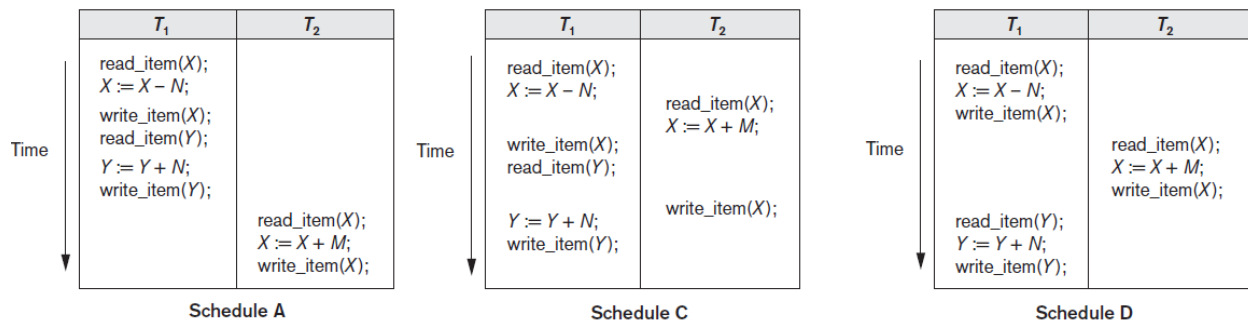 T₁ T₂
Time
read_item(X);
X := X – N;
write_item(X);
read_item(Y);
Y := Y + N;
write_item(Y);
read_item(X);
X := X + M;
write_item(X);
Schedule A
T₁ T₂
Time
read_item(X);
X := X – N;
read_item(X);
X := X + M;
write_item(X);
read_item(Y);
write_item(X);
Y := Y + N;
write_item(Y);
Schedule C
T₁ T₂
Time
read_item(X);
X := X – N;
write_item(X);
read_item(X);
X := X + M;
write_item(X);
read_item(Y);
Y := Y + N;
write_item(Y);
Schedule D